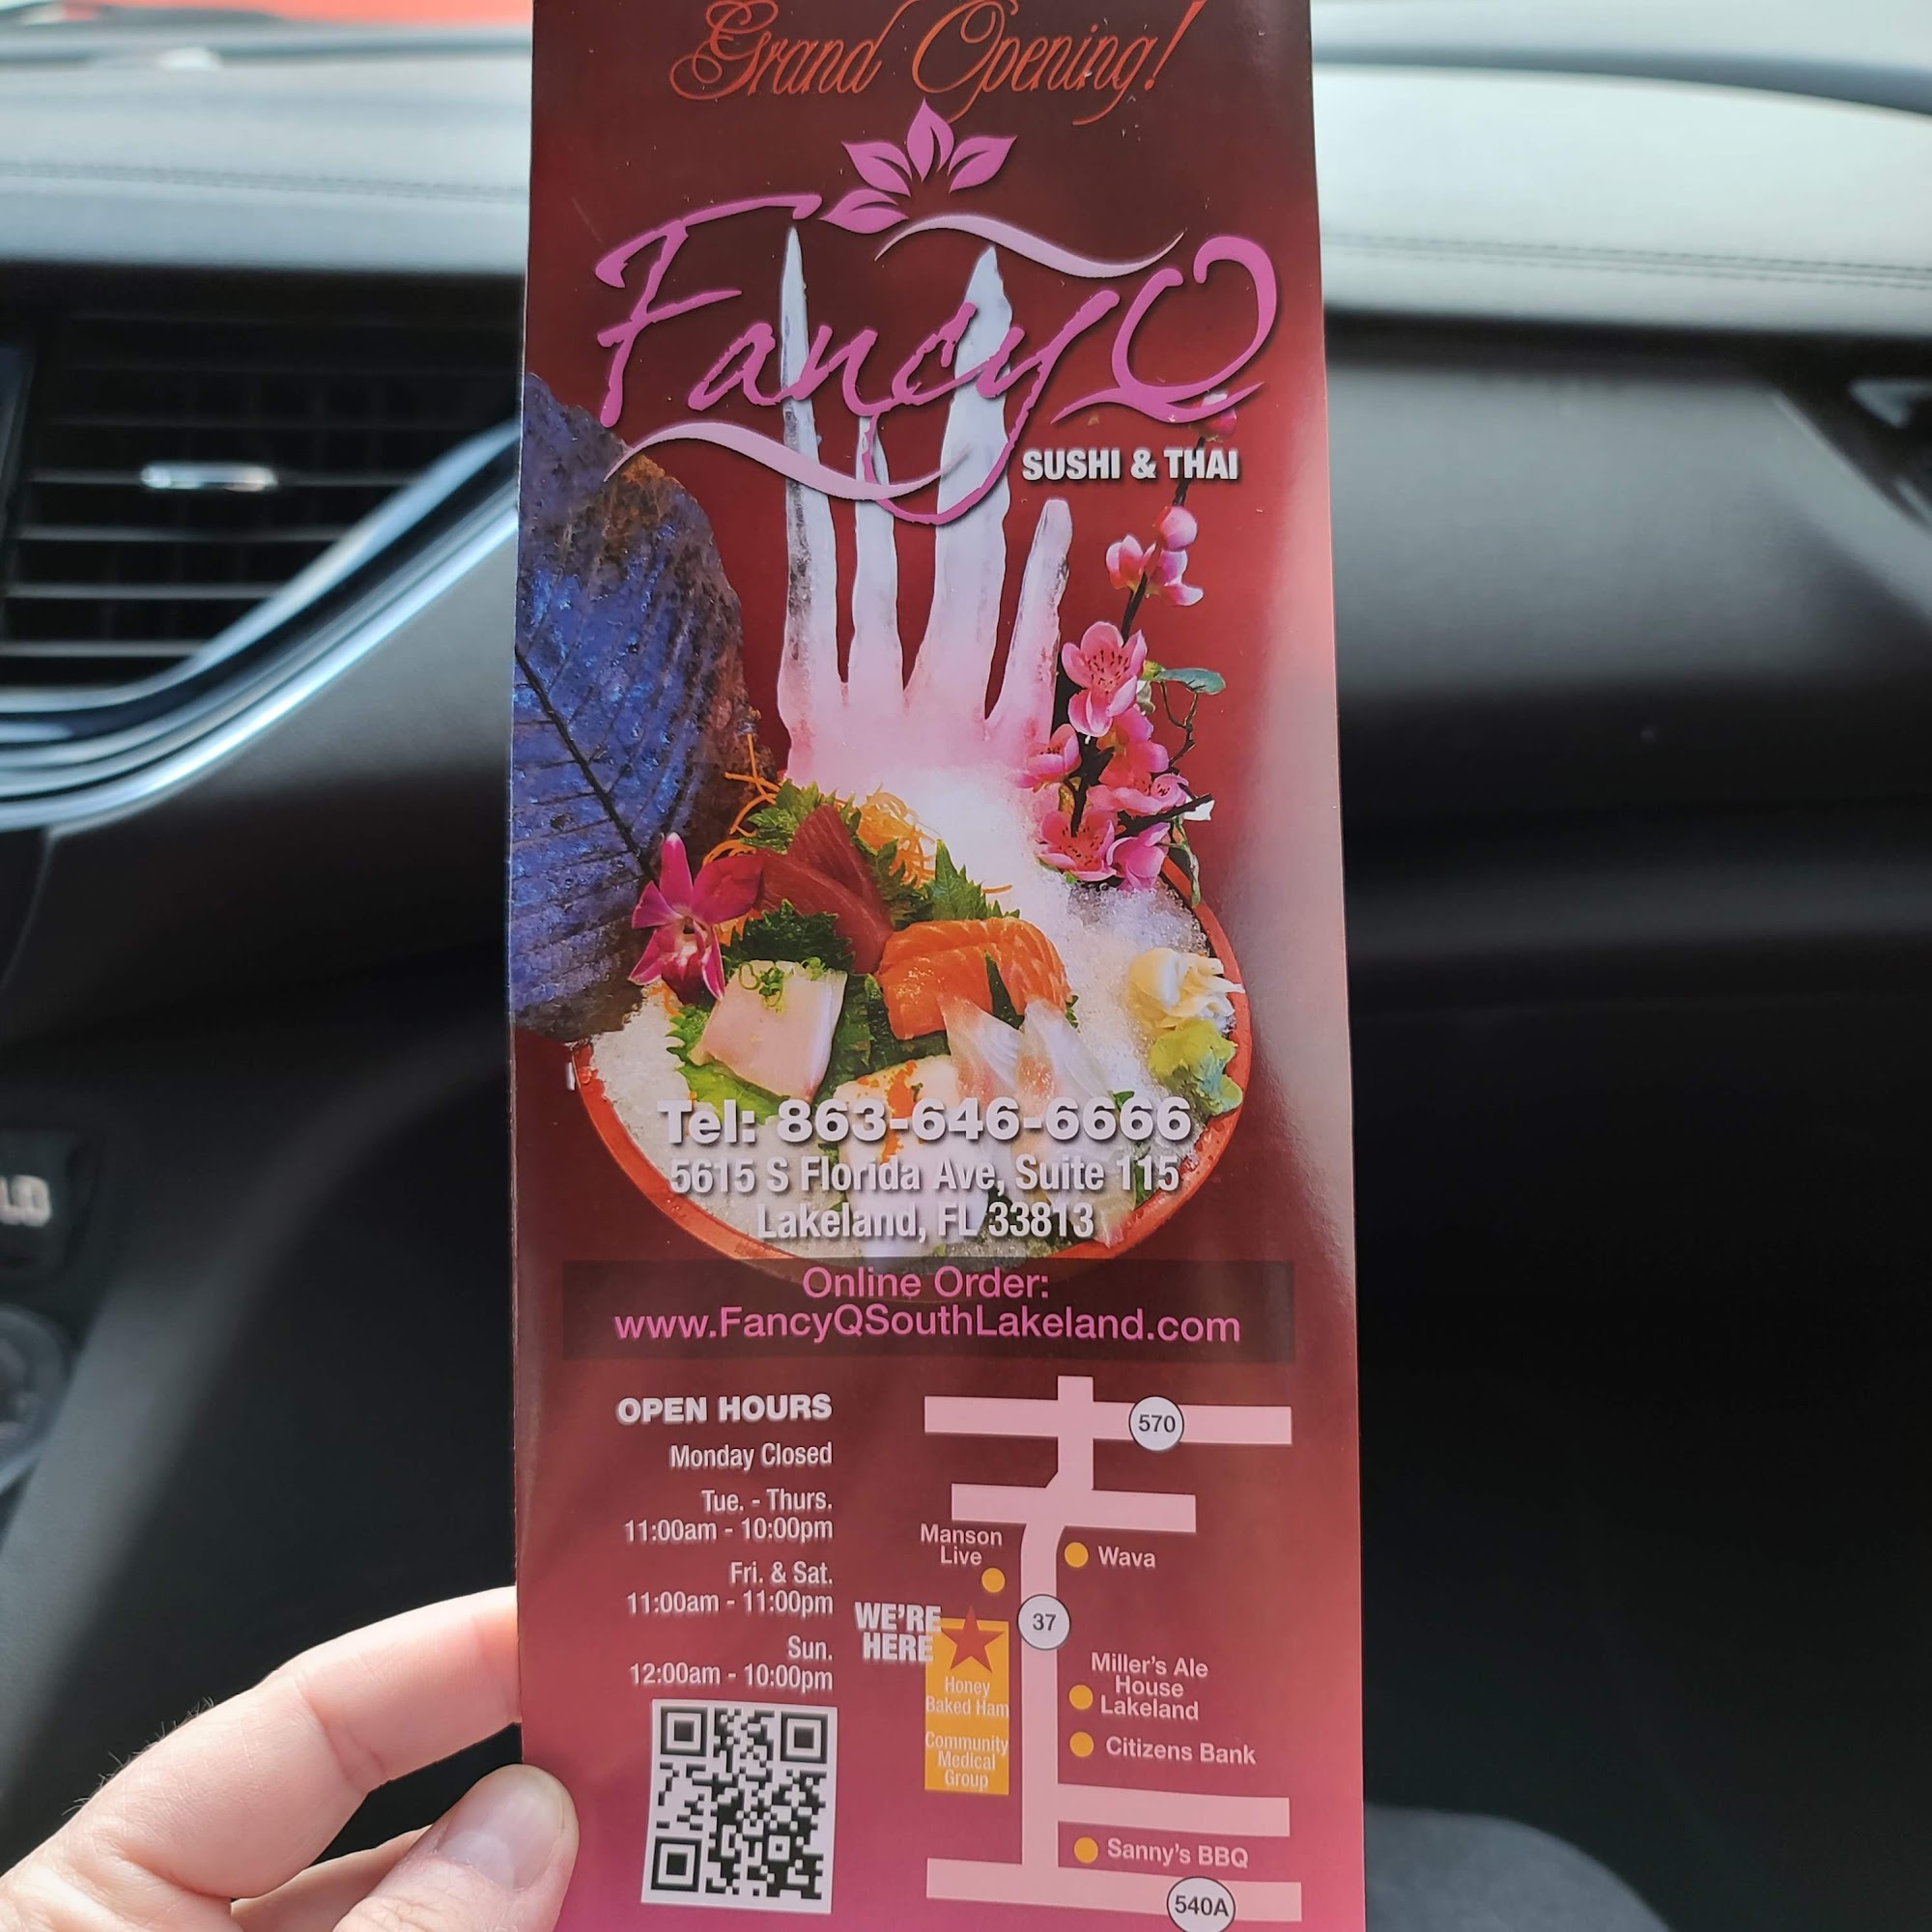 Grand Opening!
FancyQ
SUSHI & THAI
Tel: 863-646-6666
5615 S Florida Ave, Suite 115
Lakeland, FL 33813
Online Order:
www.FancyQSouthLakeland.com
OPEN HOURS
Monday Closed
Tue. - Thurs.
11:00am - 10:00pm
Fri. & Sat.
11:00am - 11:00pm
Sun.
12:00am - 10:00pm
570
Manson
Live
Wava
WE'RE
HERE
37
Honey
Baked Ham
Community
Medical
Group
Miller's Ale
House
Lakeland
Citizens Bank
Sanny's BBQ
540A